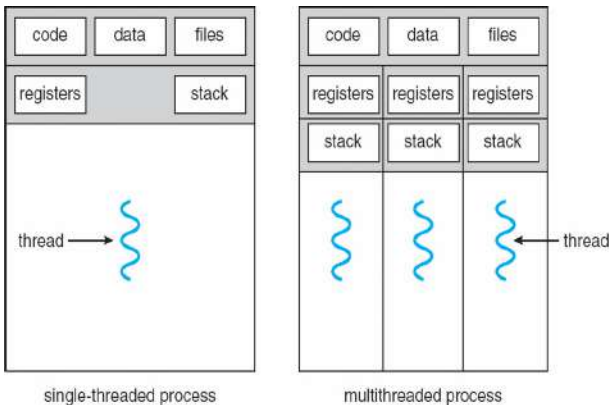 code data files
registers stack
thread
single-threaded process
code data files
registers registers registers
stack stack stack
thread
multithreaded process